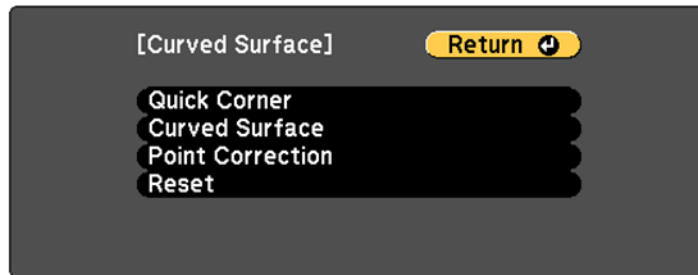 [Curved Surface] Return
Quick Corner
Curved Surface
Point Correction
Reset